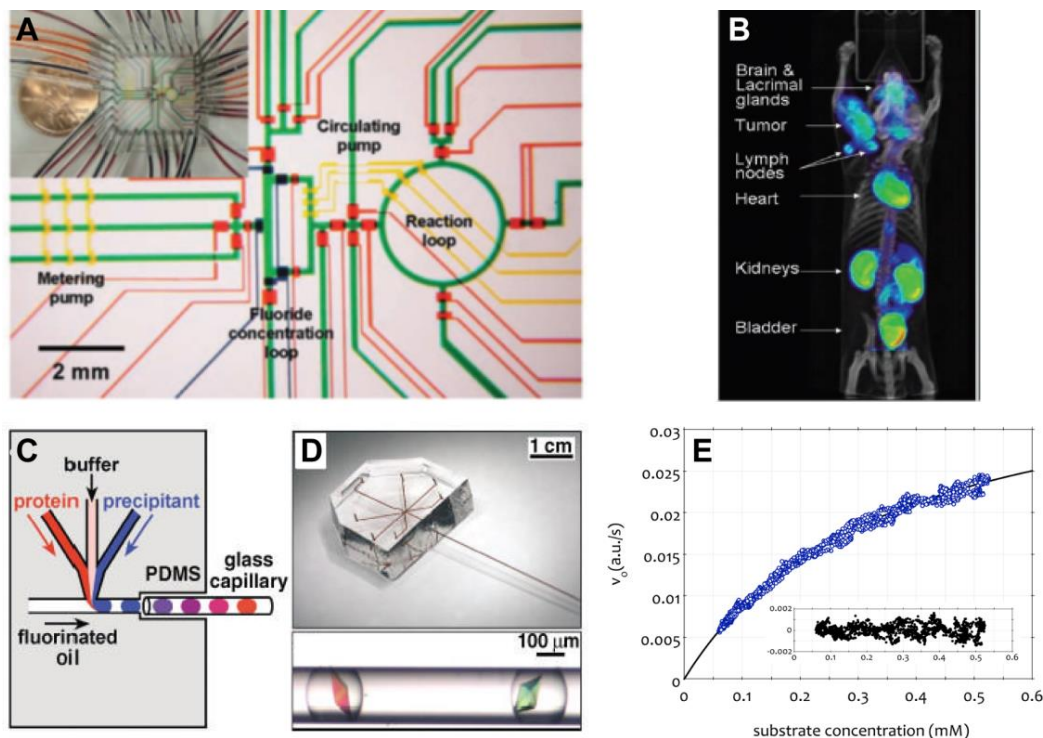 A
Circulating
pump
Reaction
loop
Metering
pump
Fluoride
concentration
loop
2 mm
B
Brain &
Lacrimal
glands
Tumor
Lymph
nodes
Heart
Kidneys
Bladder
C
buffer
protein
precipitant
PDMS
glass
capillary
fluorinated
oil
D
1 cm
100 μm
E
0.03
0.025
0.02
0.015
0.01
0.005
0
v₀(a.u./s)
0.002
0
-0.002
0 0.1 0.2 0.3 0.4 0.5 0.6
0.1 0.2 0.3 0.4 0.5 0.6
substrate concentration (mM)